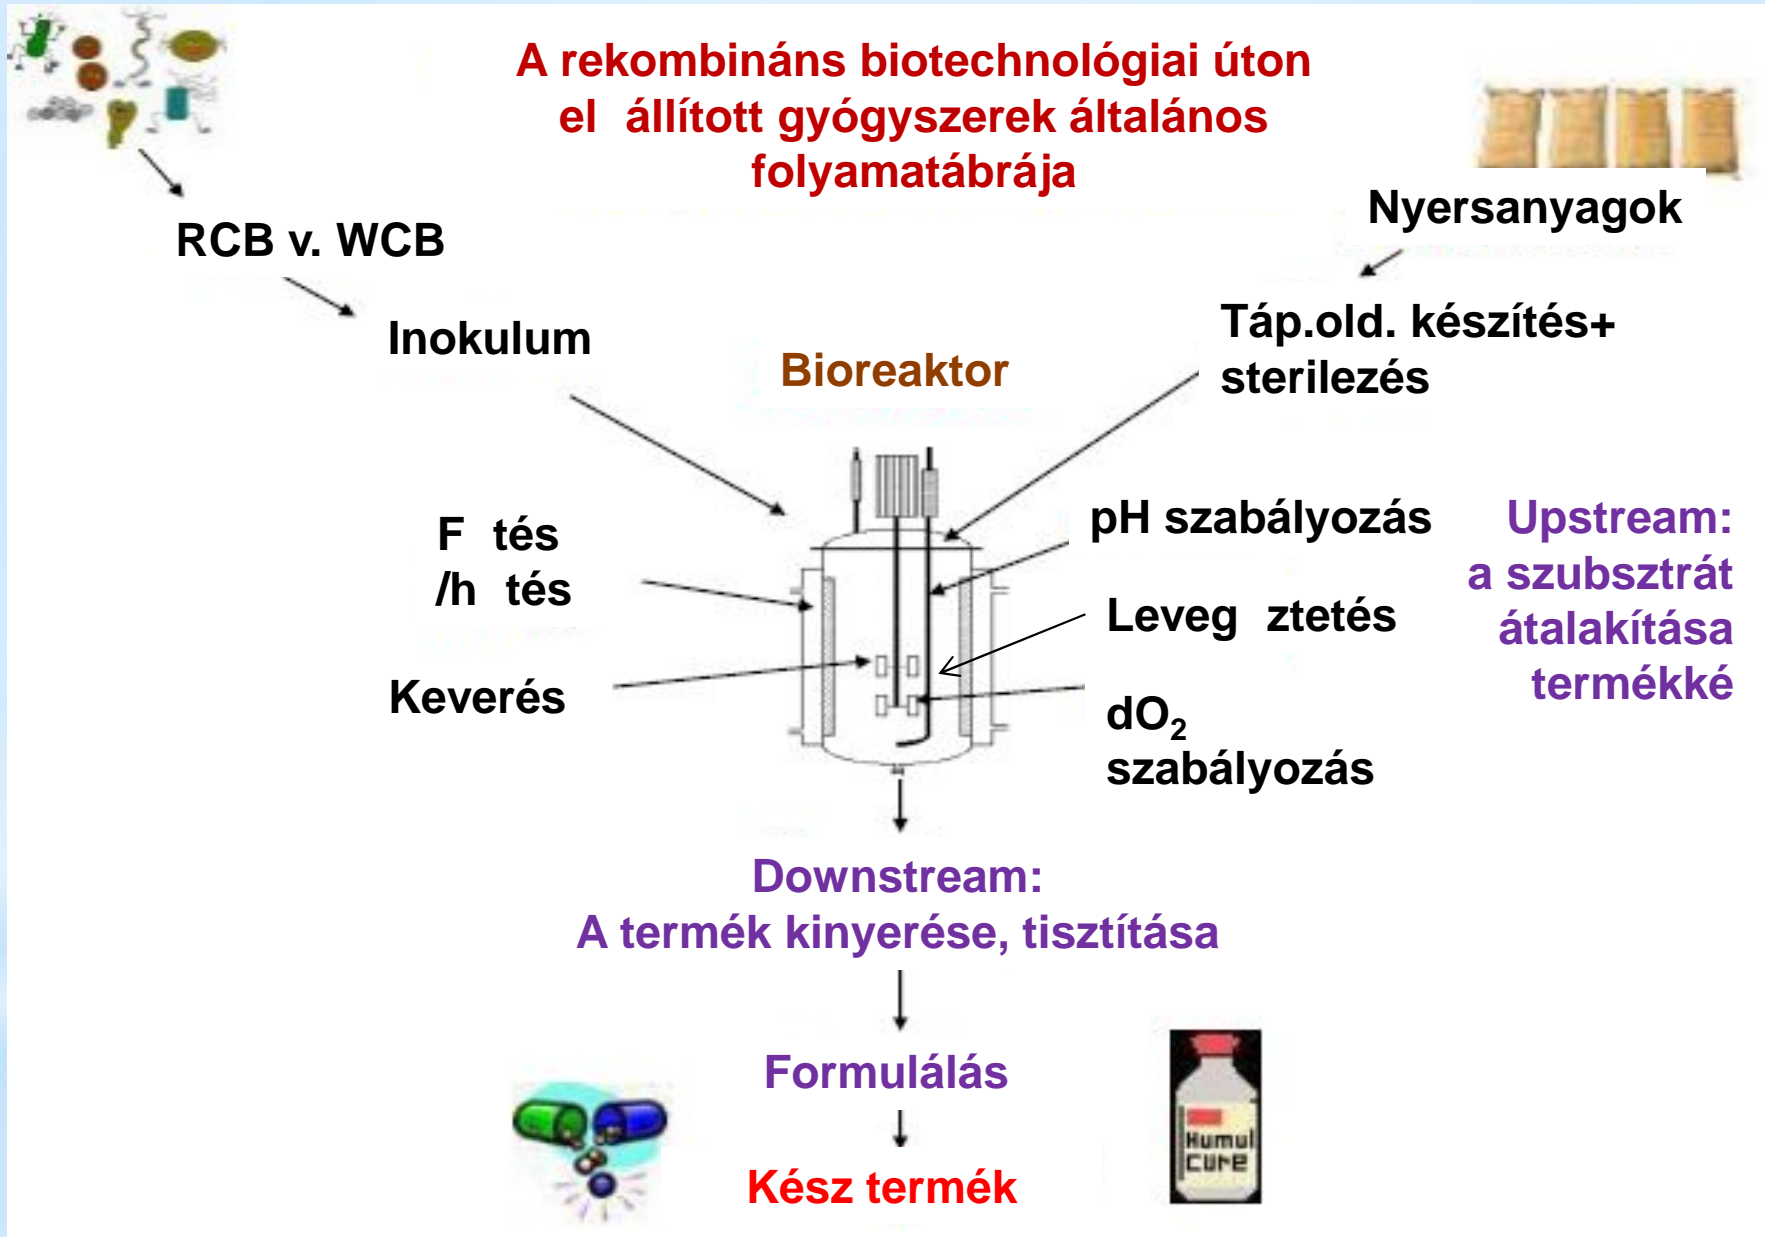 A rekombináns biotechnológiai úton
el állított gyógyszerek általános
folyamatábrája
Nyersanyagok
RCB v. WCB
Inokulum
Táp.old. készítés+
sterilezés
Bioreaktor
F tés
/h tés
Keverés
pH szabályozás
Leveg ztetés
dO₂
szabályozás
Upstream:
a szubsztrát
átalakítása
termékké
Downstream:
A termék kinyerése, tisztítása
Formulálás
Kész termék
Humul
CURE